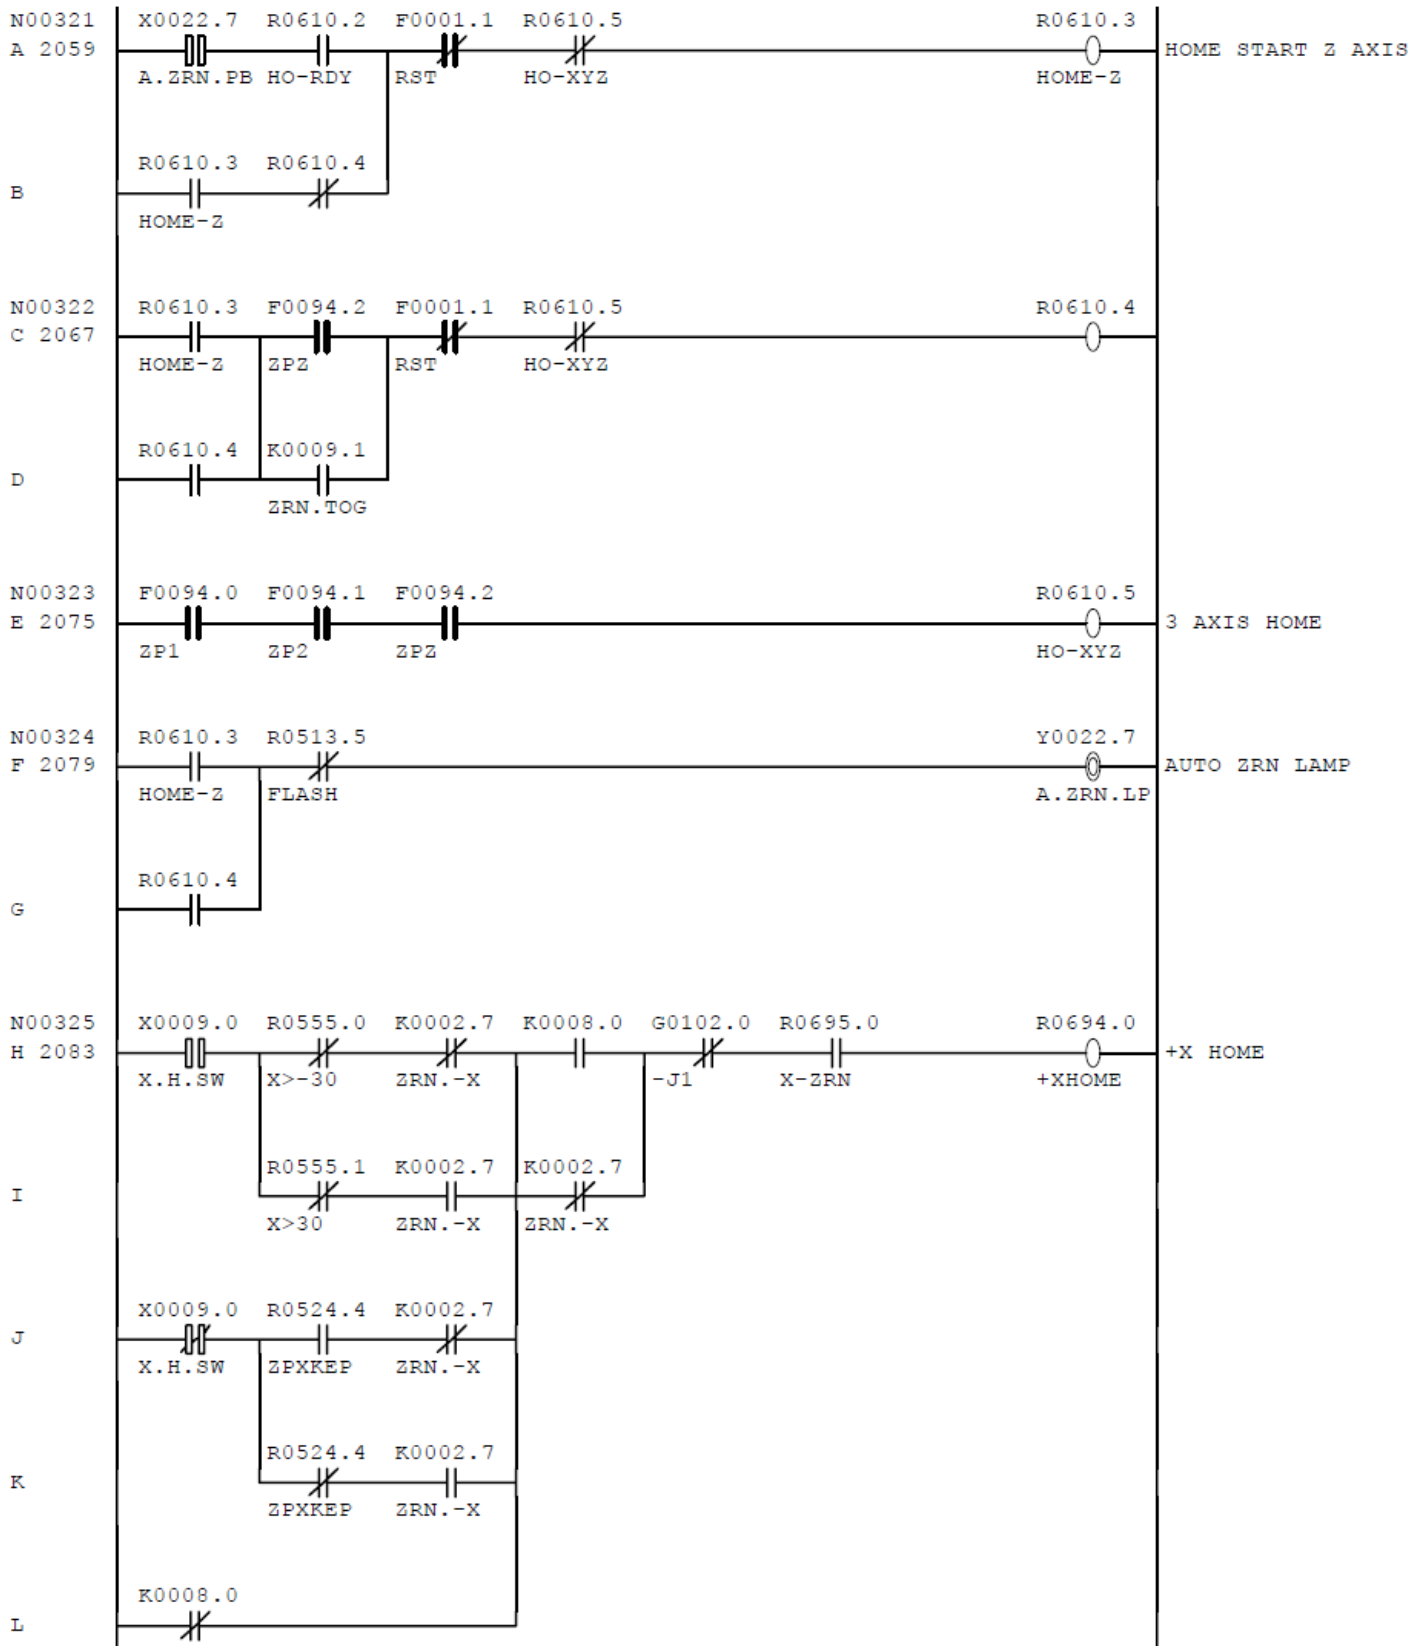 N00321 X0022.7 R0610.2 F0001.1 R0610.5 R0610.3
A 2059 HOME START Z AXIS
A.ZRN.PB HO-RDY RST HO-XYZ HOME-Z
R0610.3 R0610.4
B
HOME-Z
N00322 R0610.3 F0094.2 F0001.1 R0610.5 R0610.4
C 2067
HOME-Z ZPZ RST HO-XYZ
R0610.4 K0009.1
D
ZRN.TOG
N00323 F0094.0 F0094.1 F0094.2 R0610.5
E 2075 3 AXIS HOME
ZP1 ZP2 ZPZ HO-XYZ
N00324 R0610.3 R0513.5 Y0022.7
F 2079 AUTO ZRN LAMP
HOME-Z FLASH A.ZRN.LP
R0610.4
G
N00325 X0009.0 R0555.0 K0002.7 K0008.0 G0102.0 R0695.0 R0694.0
H 2083 +X HOME
X.H.SW X>-30 ZRN.-X -J1 X-ZRN +XHOME
R0555.1 K0002.7 K0002.7
I
X>30 ZRN.-X ZRN.-X
X0009.0 R0524.4 K0002.7
J
X.H.SW ZPXKEP ZRN.-X
R0524.4 K0002.7
K
ZPXKEP ZRN.-X
K0008.0
L